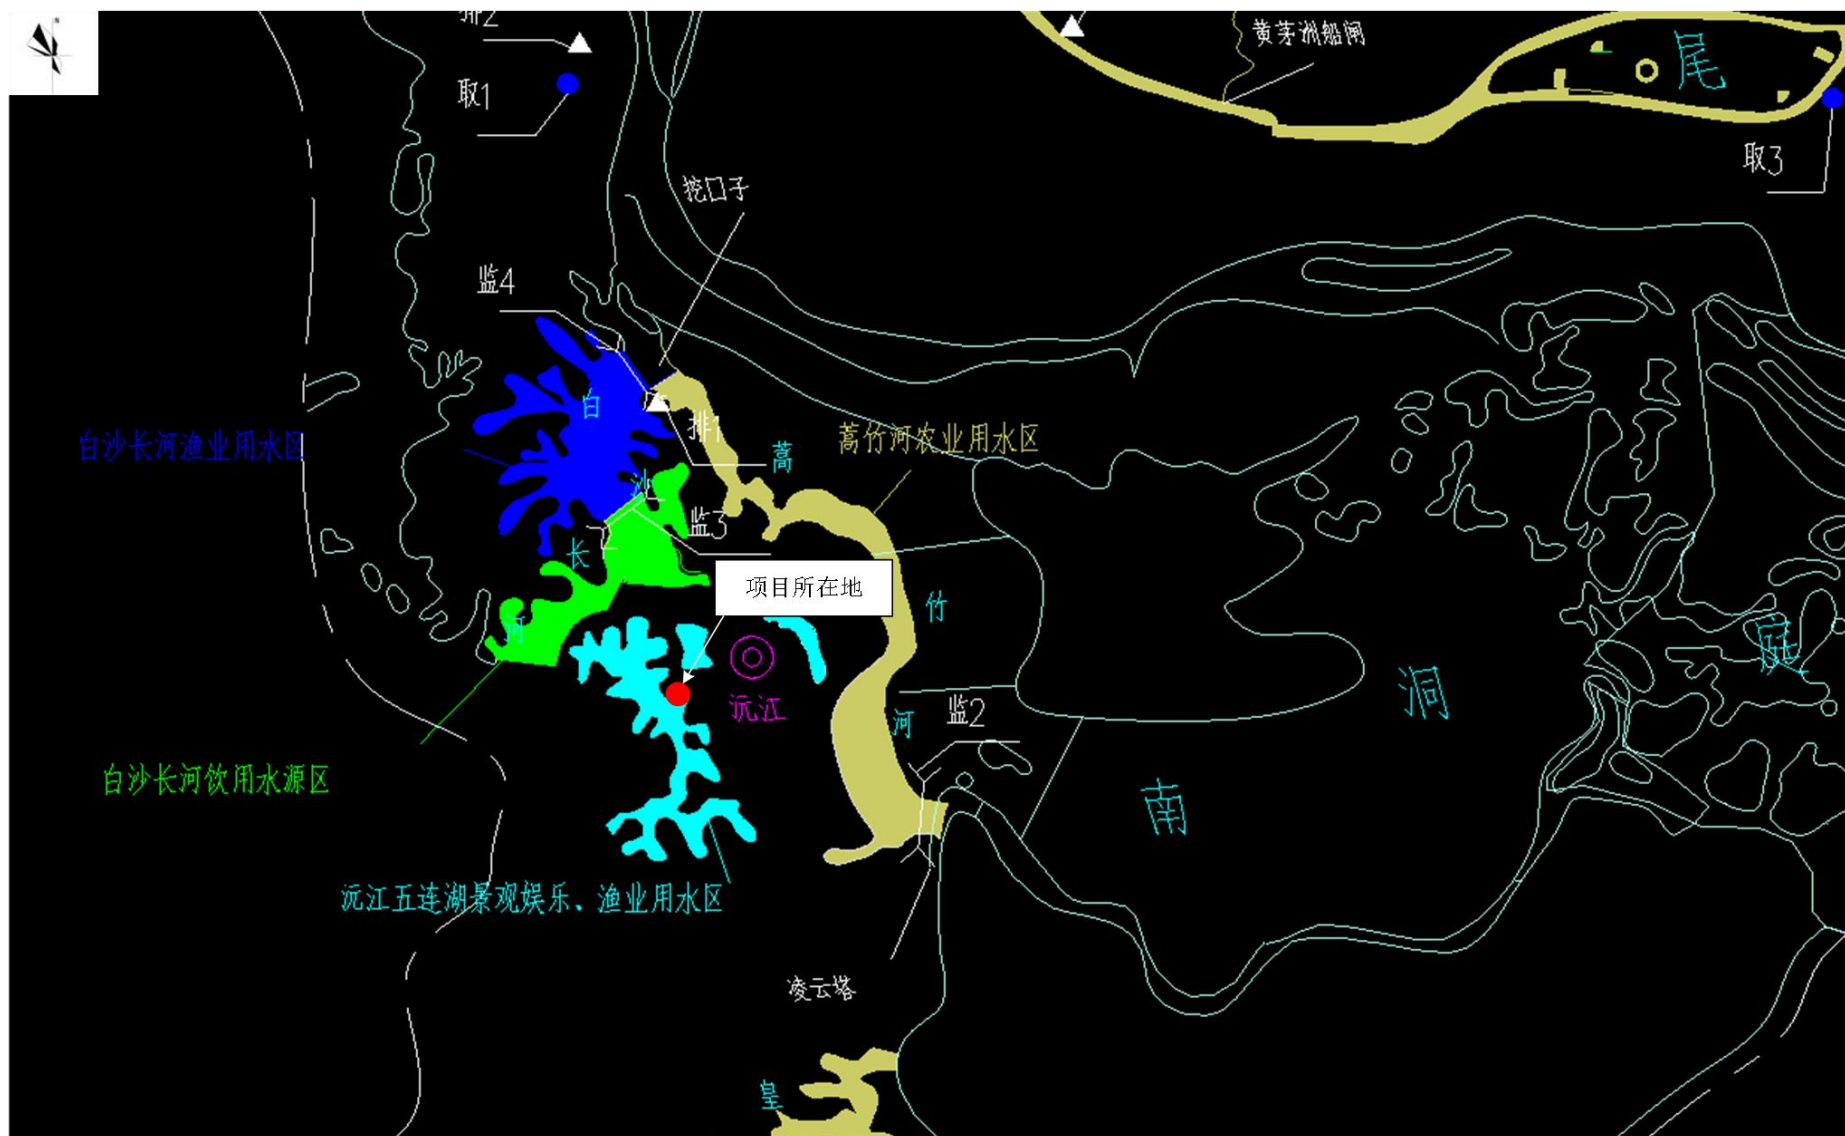 排2
取1
黄茅洲船闸
尾
取3
挖口子
监4
白
排1
白沙长河渔业用水区
蒿
蒿竹河农业用水区
沙
监3
长
项目所在地
竹
河
庭
洞
沅江
河
监2
白沙长河饮用水源区
南
沅江五连湖景观娱乐、渔业用水区
凌云塔
皇